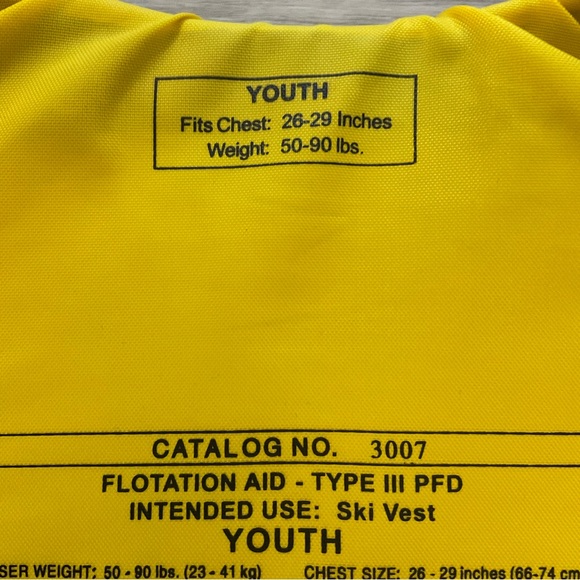 YOUTH
Fits Chest: 26-29 Inches
Weight: 50-90 lbs.
CATALOG NO. 3007
FLOTATION AID - TYPE III PFD
INTENDED USE: Ski Vest
YOUTH
SER WEIGHT: 50 - 90 lbs. (23 - 41 kg) CHEST SIZE: 26 - 29 inches (66-74 cm